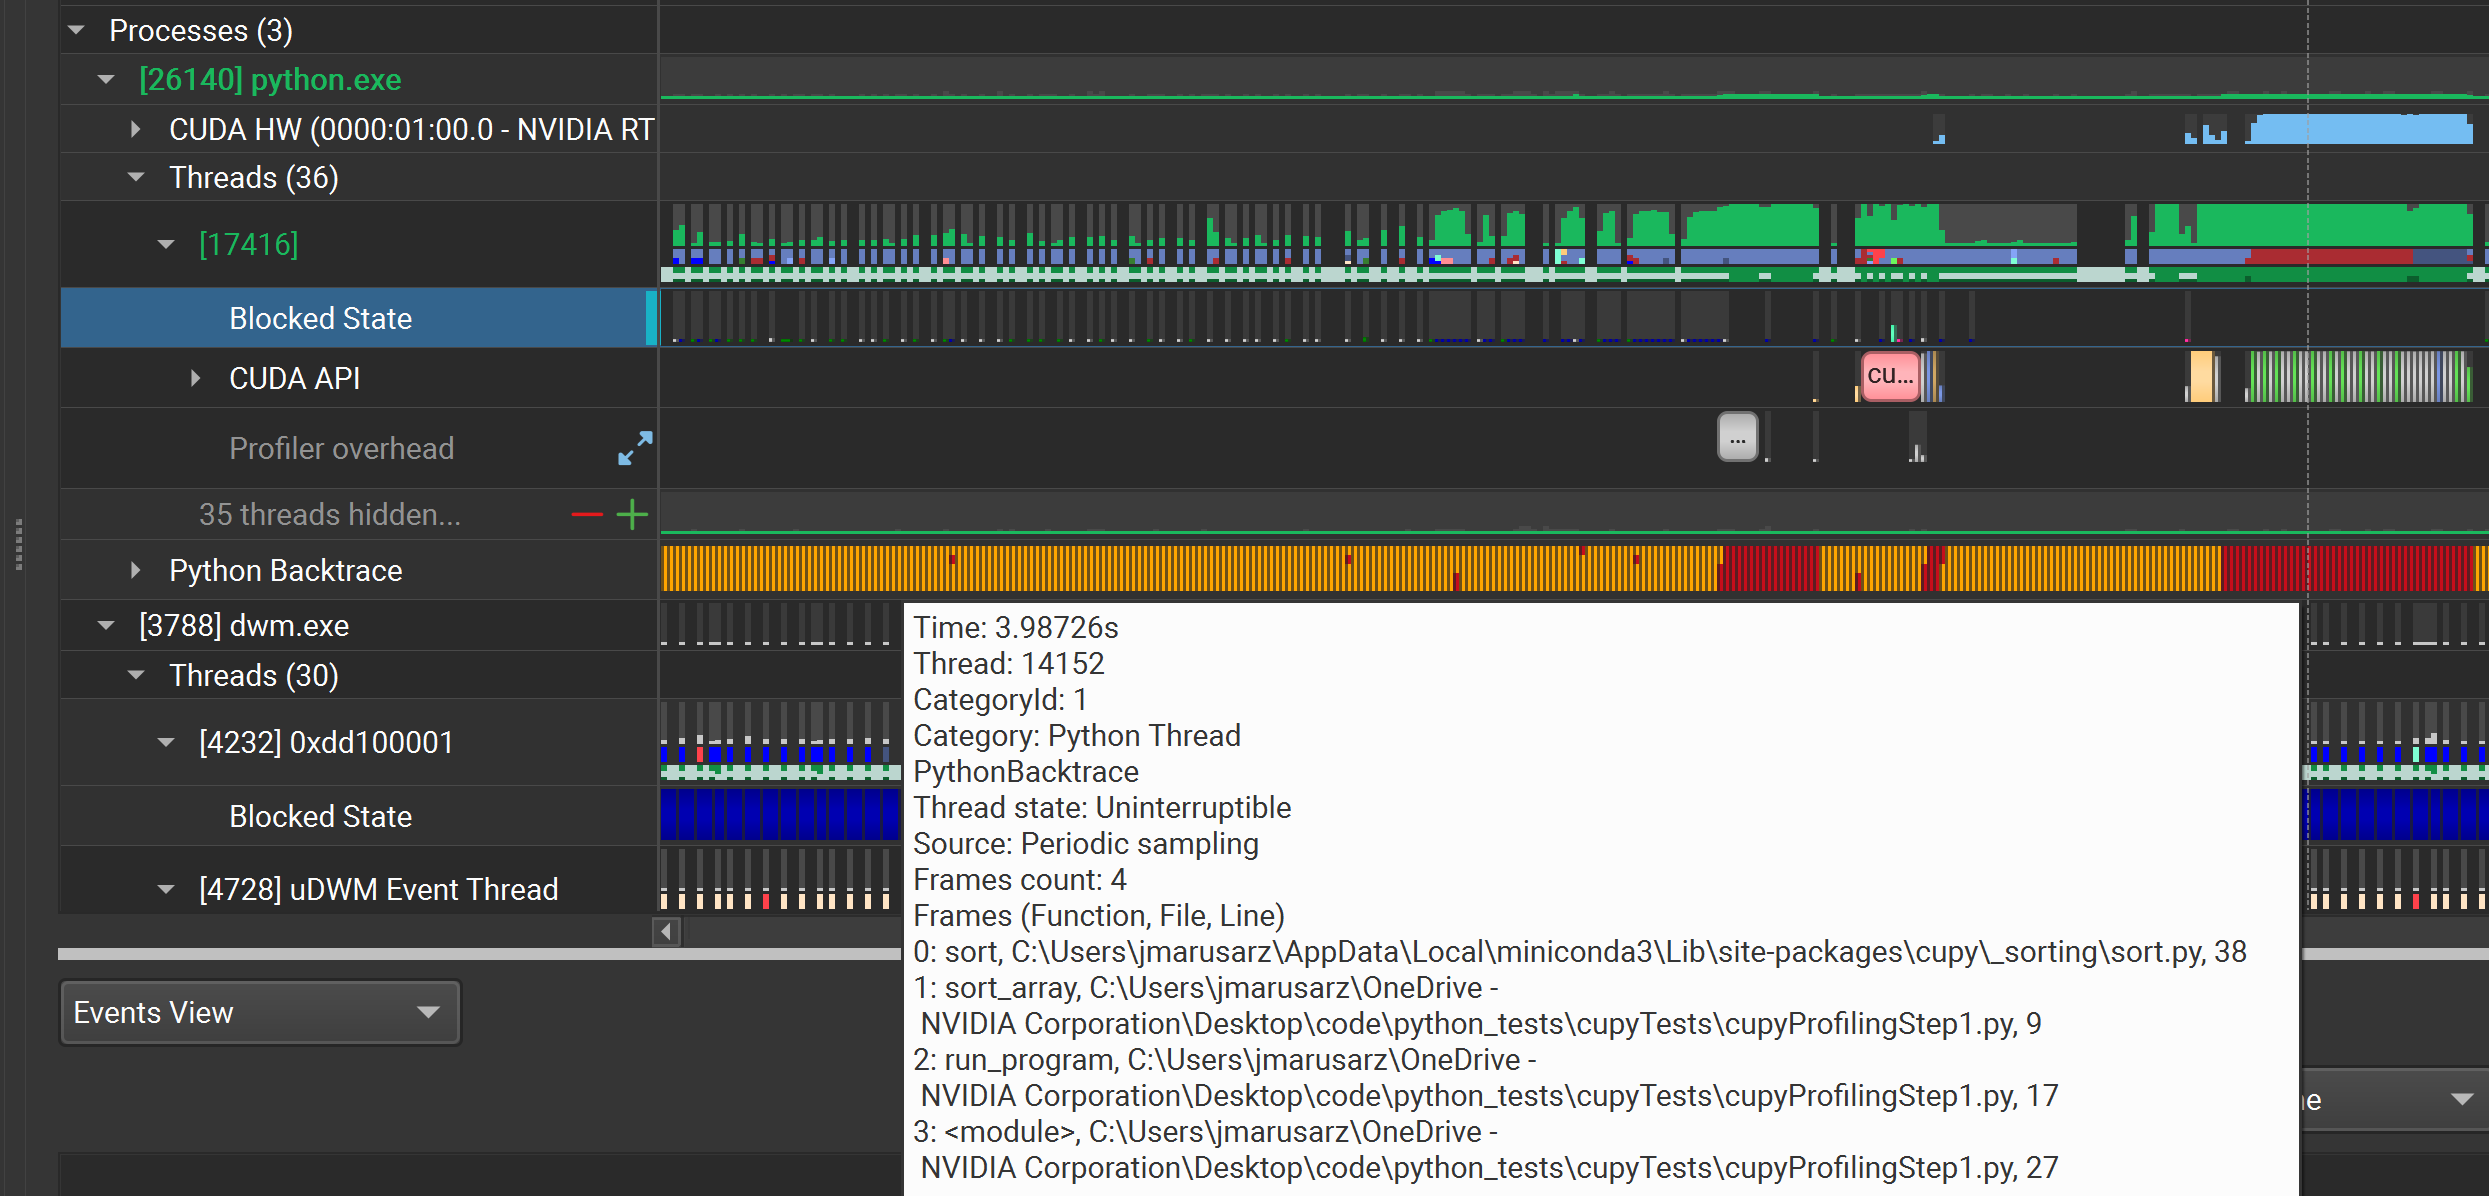 Processes (3)
[26140] python.exe
CUDA HW (0000:01:00.0 - NVIDIA RT
Threads (36)
[17416]
Blocked State
CUDA API
cu...
Profiler overhead
...
35 threads hidden...
Python Backtrace
[3788] dwm.exe
Threads (30)
[4232] 0xdd100001
Blocked State
[4728] uDWM Event Thread
Events View
Time: 3.98726s
Thread: 14152
CategoryId: 1
Category: Python Thread
PythonBacktrace
Thread state: Uninterruptible
Source: Periodic sampling
Frames count: 4
Frames (Function, File, Line)
0: sort, C:\Users\jmarusarz\AppData\Local\miniconda3\Lib\site-packages\cupy\_sorting\sort.py, 38
1: sort_array, C:\Users\jmarusarz\OneDrive -
NVIDIA Corporation\Desktop\code\python_tests\cupyTests\cupyProfilingStep1.py, 9
2: run_program, C:\Users\jmarusarz\OneDrive -
NVIDIA Corporation\Desktop\code\python_tests\cupyTests\cupyProfilingStep1.py, 17
3: <module>, C:\Users\jmarusarz\OneDrive -
NVIDIA Corporation\Desktop\code\python_tests\cupyTests\cupyProfilingStep1.py, 27